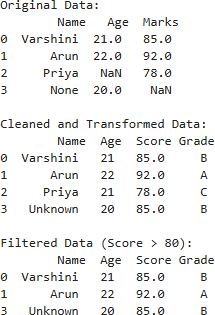 Original Data:
       Name   Age  Marks
0  Varshini  21.0   85.0
1      Arun  22.0   92.0
2     Priya   NaN   78.0
3      None  20.0    NaN
Cleaned and Transformed Data:
       Name  Age  Score Grade
0  Varshini   21   85.0     B
1      Arun   22   92.0     A
2     Priya   21   78.0     C
3   Unknown   20   85.0     B
Filtered Data (Score > 80):
       Name  Age  Score Grade
0  Varshini   21   85.0     B
1      Arun   22   92.0     A
3   Unknown   20   85.0     B